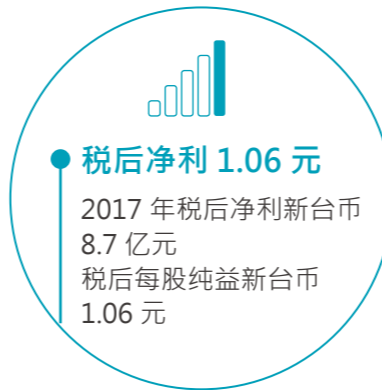 税后净利 1.06 元
2017 年税后净利新台币
8.7 亿元
税后每股纯益新台币
1.06 元